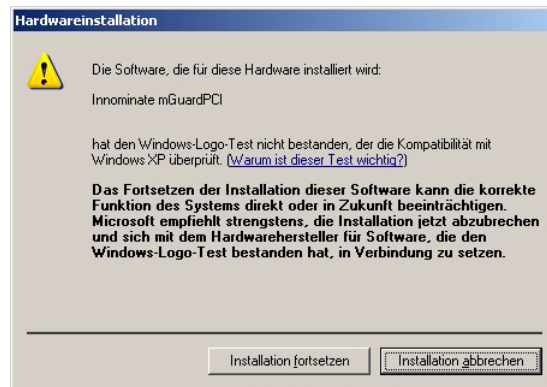 Hardwareinstallation
Die Software, die für diese Hardware installiert wird:
Innominate mGuardPCI
hat den Windows-Logo-Test nicht bestanden, der die Kompatibilität mit
Windows XP überprüft. (Warum ist dieser Test wichtig?)
Das Fortsetzen der Installation dieser Software kann die korrekte
Funktion des Systems direkt oder in Zukunft beeinträchtigen.
Microsoft empfiehlt strengstens, die Installation jetzt abzubrechen
und sich mit dem Hardwarehersteller für Software, die den
Windows-Logo-Test bestanden hat, in Verbindung zu setzen.
Installation fortsetzen Installation abbrechen